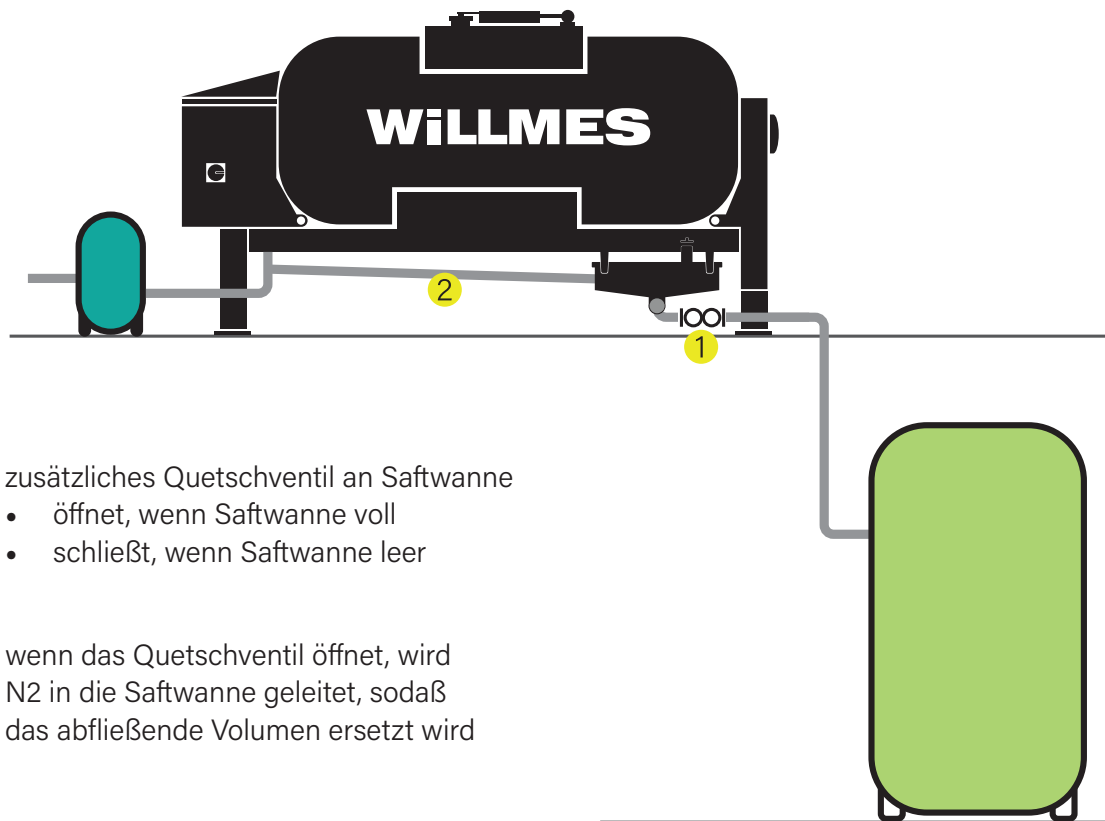 WiLLMES
2
1
zusätzliches Quetschventil an Saftwanne
• öffnet, wenn Saftwanne voll
• schließt, wenn Saftwanne leer
wenn das Quetschventil öffnet, wird
N2 in die Saftwanne geleitet, sodaß
das abfließende Volumen ersetzt wird